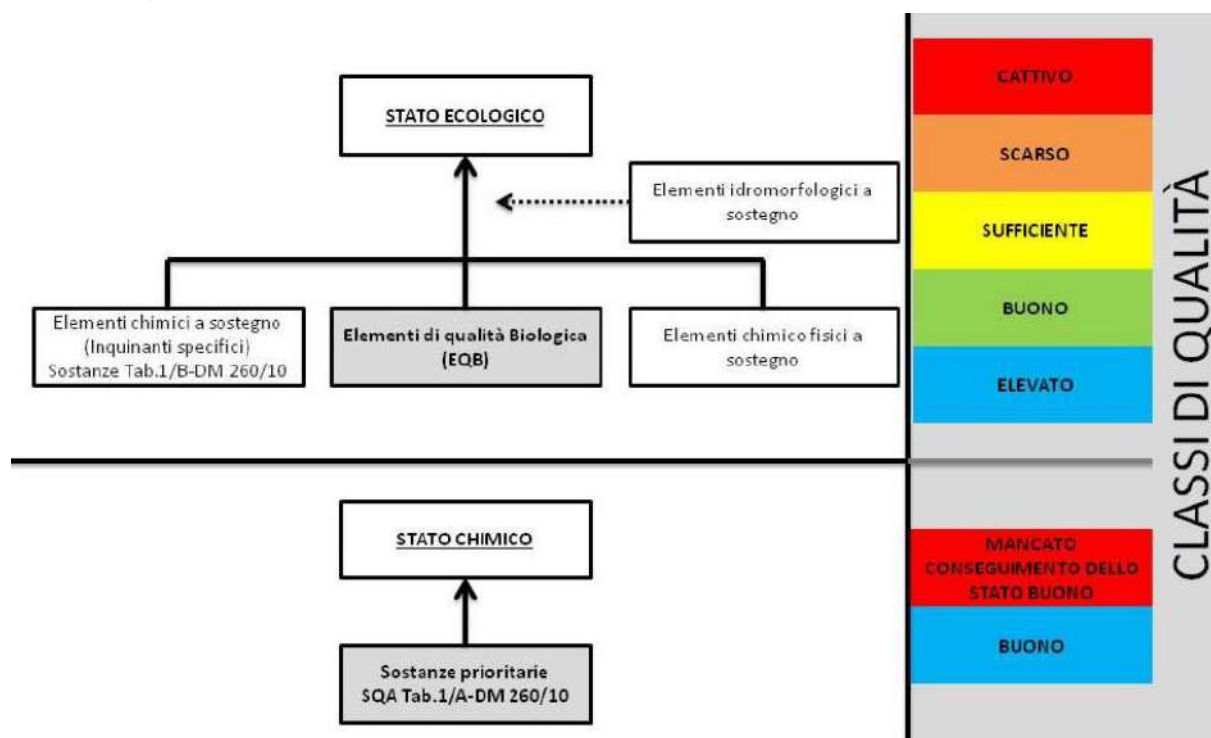 STATO ECOLOGICO
Elementi idromorfologici a
sostegno
Elementi chimici a sostegno
(Inquinanti specifici)
Sostanze Tab.1/B-DM 260/10
Elementi di qualità Biologica
(EQB)
Elementi chimico fisici a
sostegno
CATTIVO
SCARSO
SUFFICIENTE
BUONO
ELEVATO
STATO CHIMICO
Sostanze prioritarie
SQA Tab.1/A-DM 260/10
MANCATO
CONSEGUIMENTO DELLO
STATO BUONO
BUONO
CLASSI DI QUALITÀ